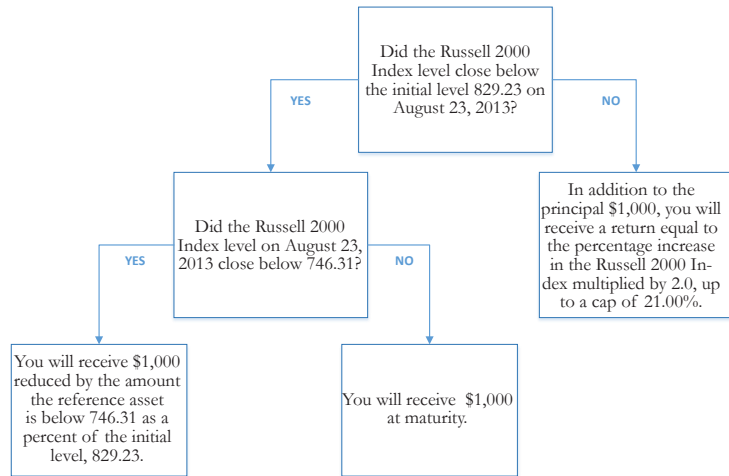 Did the Russell 2000
Index level close below
the initial level 829.23 on
August 23, 2013?
YES
NO
Did the Russell 2000
Index level on August 23,
2013 close below 746.31?
In addition to the
principal $1,000, you will
receive a return equal to
the percentage increase
in the Russell 2000 In-
dex multiplied by 2.0, up
to a cap of 21.00%.
YES
NO
You will receive $1,000
reduced by the amount
the reference asset
is below 746.31 as a
percent of the initial
level, 829.23.
You will receive $1,000
at maturity.